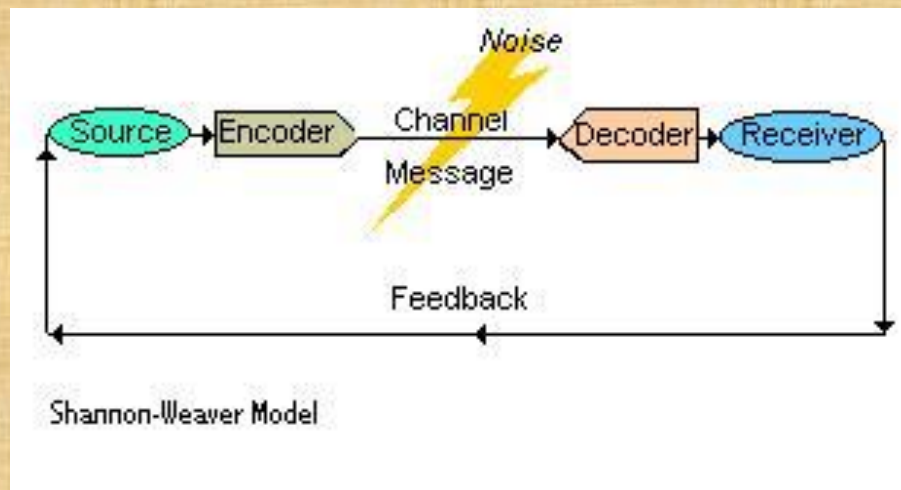 Noise
Source Encoder Channel Decoder Receiver
Message
Feedback
Shannon-Weaver Model